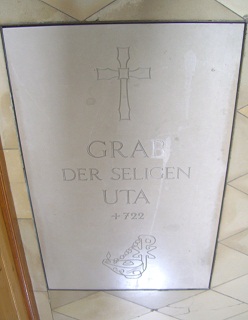 GRAB
DER SELIGEN
UTA
+ 722